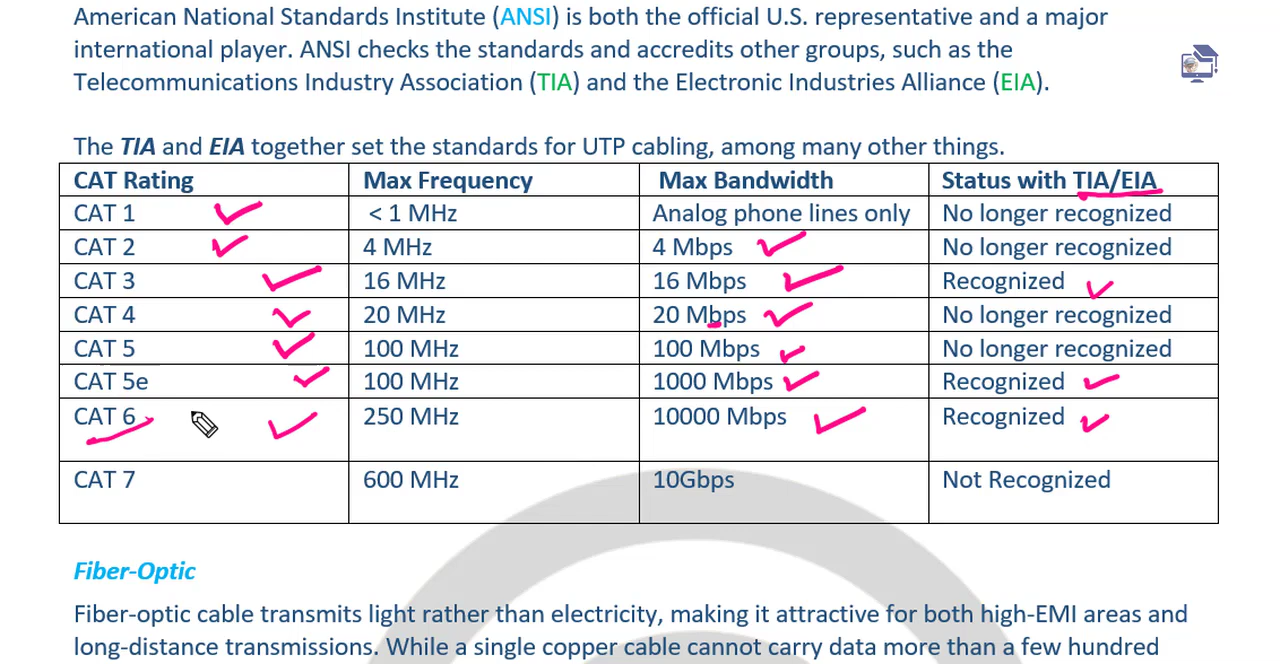 American National Standards Institute (ANSI) is both the official U.S. representative and a major
international player. ANSI checks the standards and accredits other groups, such as the
Telecommunications Industry Association (TIA) and the Electronic Industries Alliance (EIA).
The TIA and EIA together set the standards for UTP cabling, among many other things.
CAT Rating Max Frequency Max Bandwidth Status with TIA/EIA
CAT 1 < 1 MHz Analog phone lines only No longer recognized
CAT 2 4 MHz 4 Mbps No longer recognized
CAT 3 16 MHz 16 Mbps Recognized
CAT 4 20 MHz 20 Mbps No longer recognized
CAT 5 100 MHz 100 Mbps No longer recognized
CAT 5e 100 MHz 1000 Mbps Recognized
CAT 6 250 MHz 10000 Mbps Recognized
CAT 7 600 MHz 10Gbps Not Recognized
Fiber-Optic
Fiber-optic cable transmits light rather than electricity, making it attractive for both high-EMI areas and
long-distance transmissions. While a single copper cable cannot carry data more than a few hundred